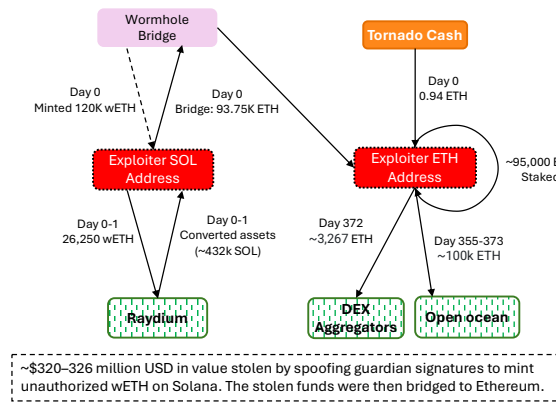 Wormhole
Bridge
Tornado Cash
Day 0
Minted 120K wETH
Day 0
Bridge: 93.75K ETH
Day 0
0.94 ETH
Exploiter SOL
Address
Exploiter ETH
Address
~95,000
Staked
Day 0-1
26,250 wETH
Day 0-1
Converted assets
(~432k SOL)
Day 372
~3,267 ETH
Day 355-373
~100k ETH
Raydium
DEX
Aggregators
Open ocean
~$320–326 million USD in value stolen by spoofing guardian signatures to mint
unauthorized wETH on Solana. The stolen funds were then bridged to Ethereum.